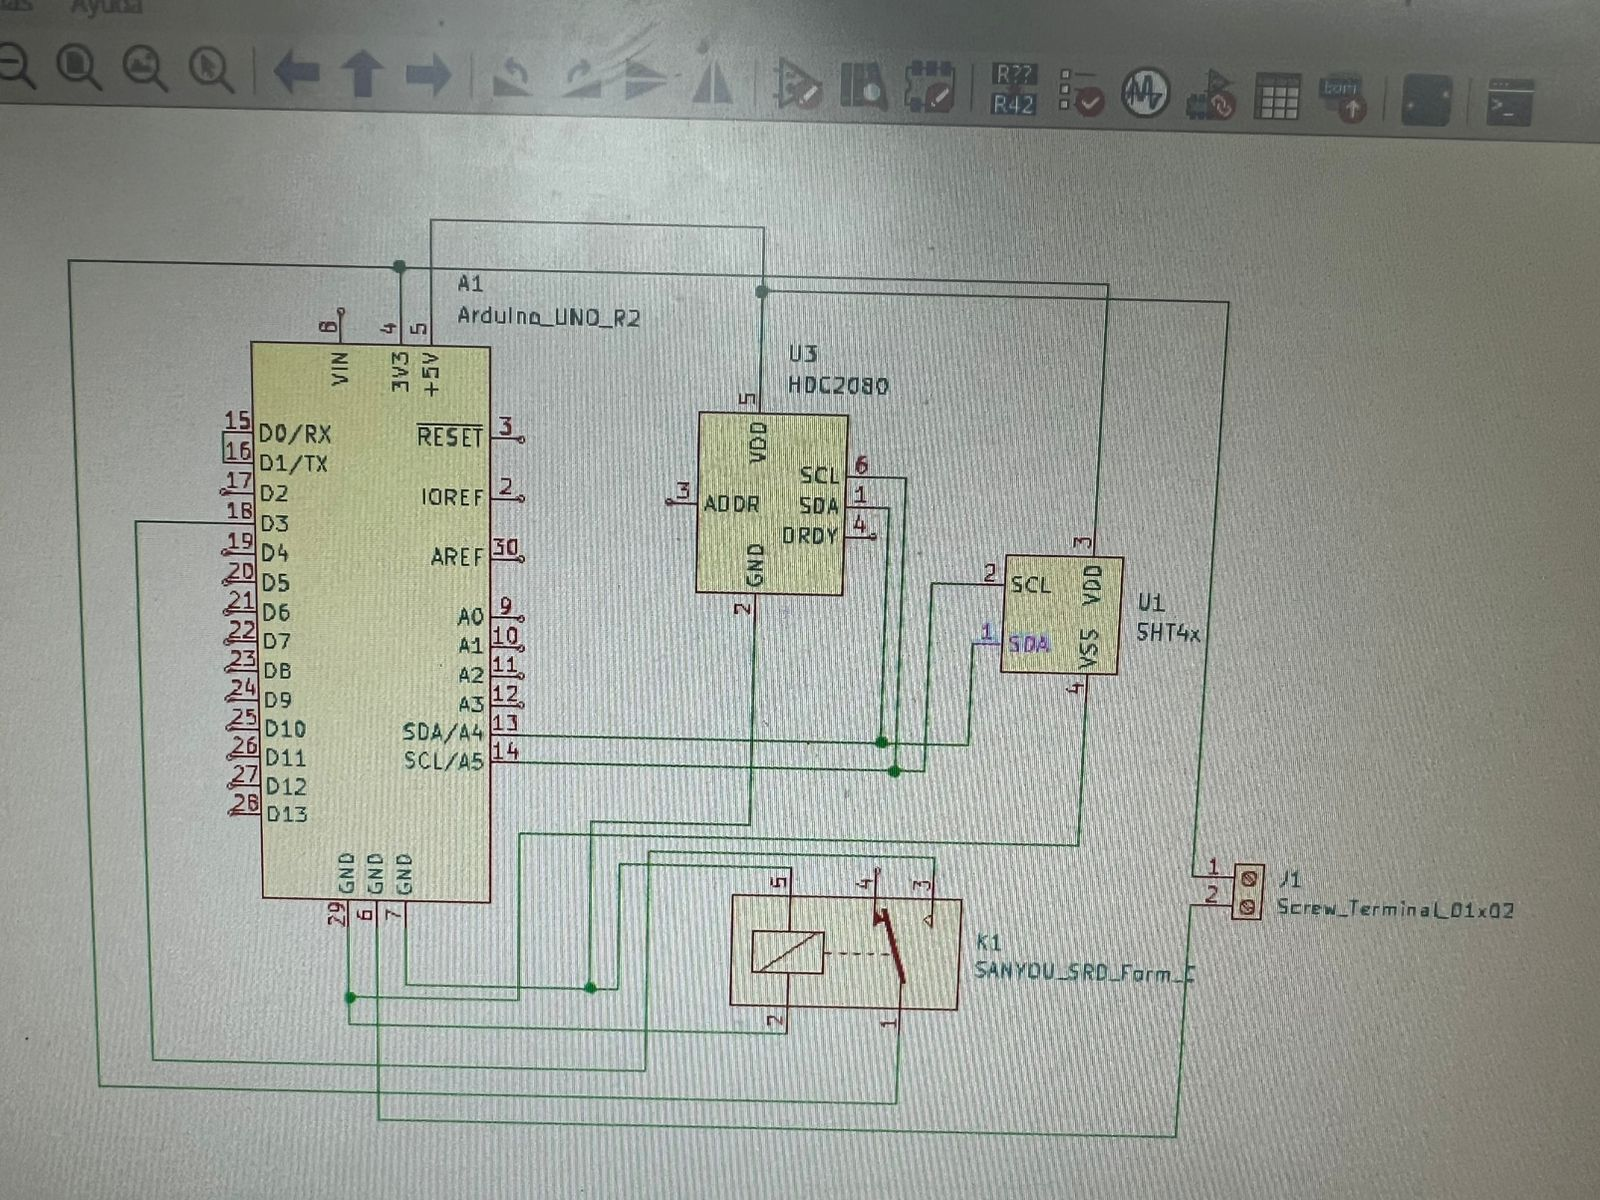 Ayuda
R??
R42
A1
Arduino_UNO_R2
8
4
5
VIN
3V3
+5V
15
D0/RX
16
D1/TX
17
D2
18
D3
19
D4
20
D5
21
D6
22
D7
23
D8
24
D9
25
D10
26
D11
27
D12
28
D13
RESET
3
IOREF
2
AREF
30
A0
9
A1
10
A2
11
A3
12
SDA/A4
13
SCL/A5
14
GND
GND
GND
29
6
7
U3
HDC2080
5
VDD
SCL
6
3
ADDR
SDA
1
DRDY
4
GND
2
3
2
SCL
VDD
1
SDA
VSS
4
U1
SHT4x
5
4
3
K1
SANYOU_SRD_Form_C
2
1
1
2
J1
Screw_Terminal_01x02